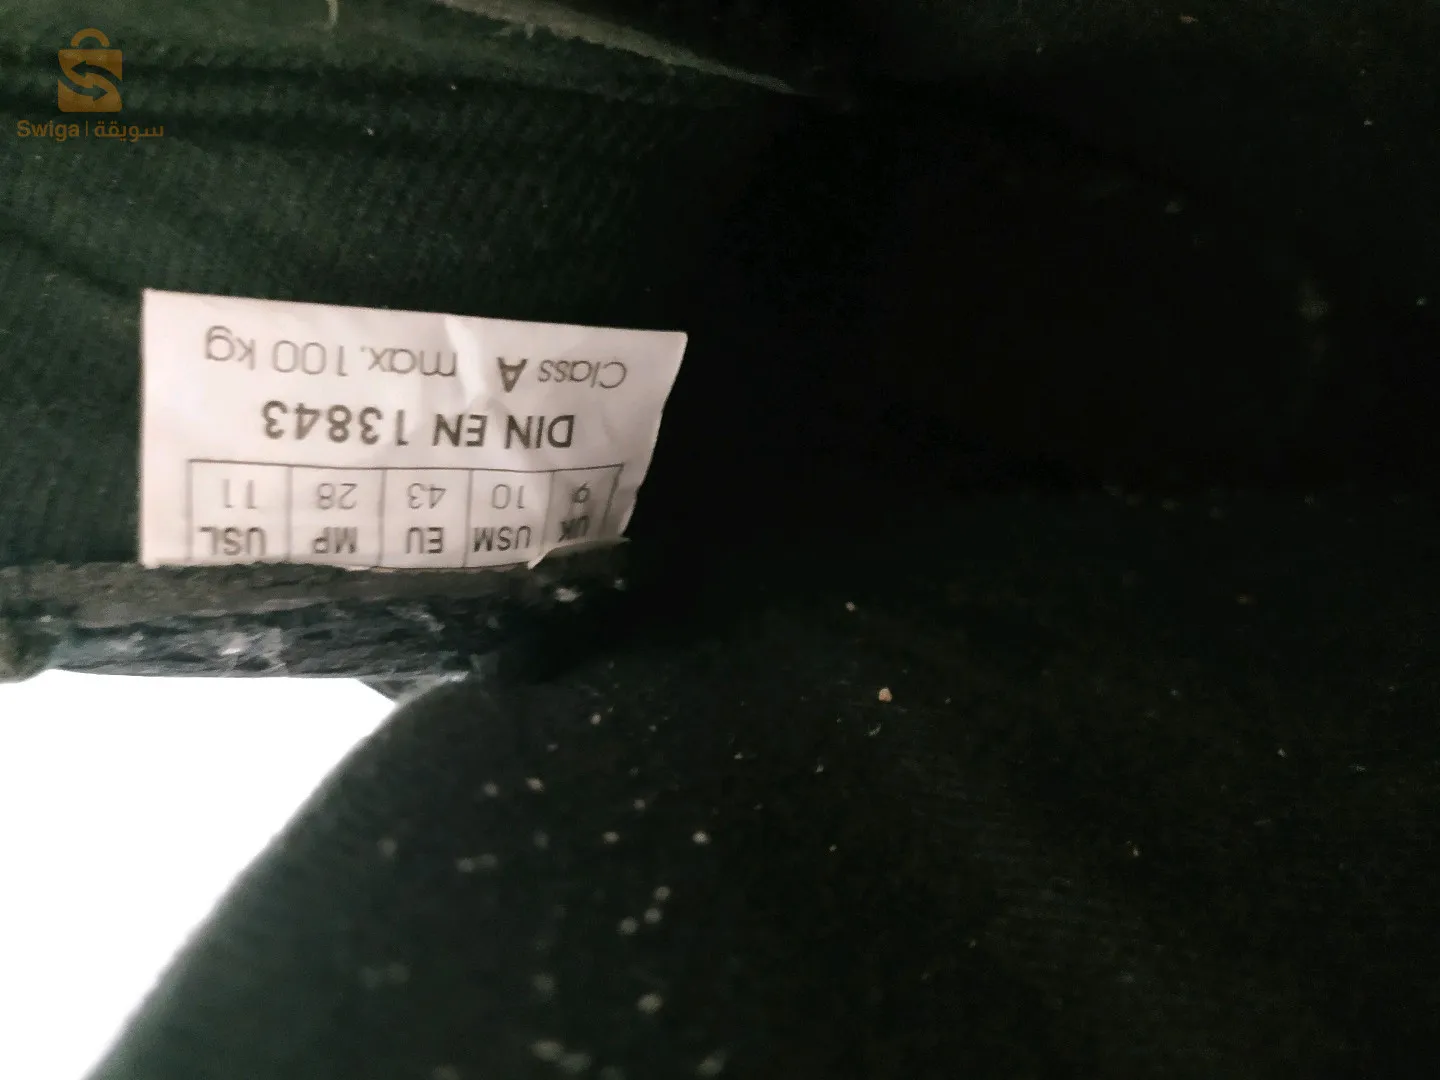 Swiga | سويقة
Class A max. 100 kg
DIN EN 13843
USL MP EU USM UK
11 28 43 10 9